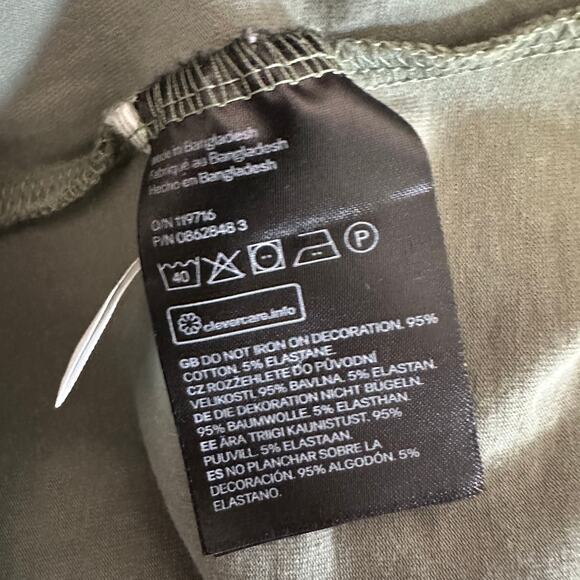 Made in Bangladesh
Fabriqué au Bangladesh
Hecho en Bangladesh
O/N 119716
P/N 0862848 3
40 P
clevercare.info
GB DO NOT IRON ON DECORATION. 95%
COTTON. 5% ELASTANE.
CZ ROZŽEHLETE DO PŮVODNÍ
VELIKOSTI. 95% BAVLNA. 5% ELASTAN.
DE DIE DEKORATION NICHT BÜGELN.
95% BAUMWOLLE. 5% ELASTHAN.
EE ÄRA TRIIGI KAUNISTUST. 95%
PUUVILL. 5% ELASTAAN.
ES NO PLANCHAR SOBRE LA
DECORACIÓN. 95% ALGODÓN. 5%
ELASTANO.